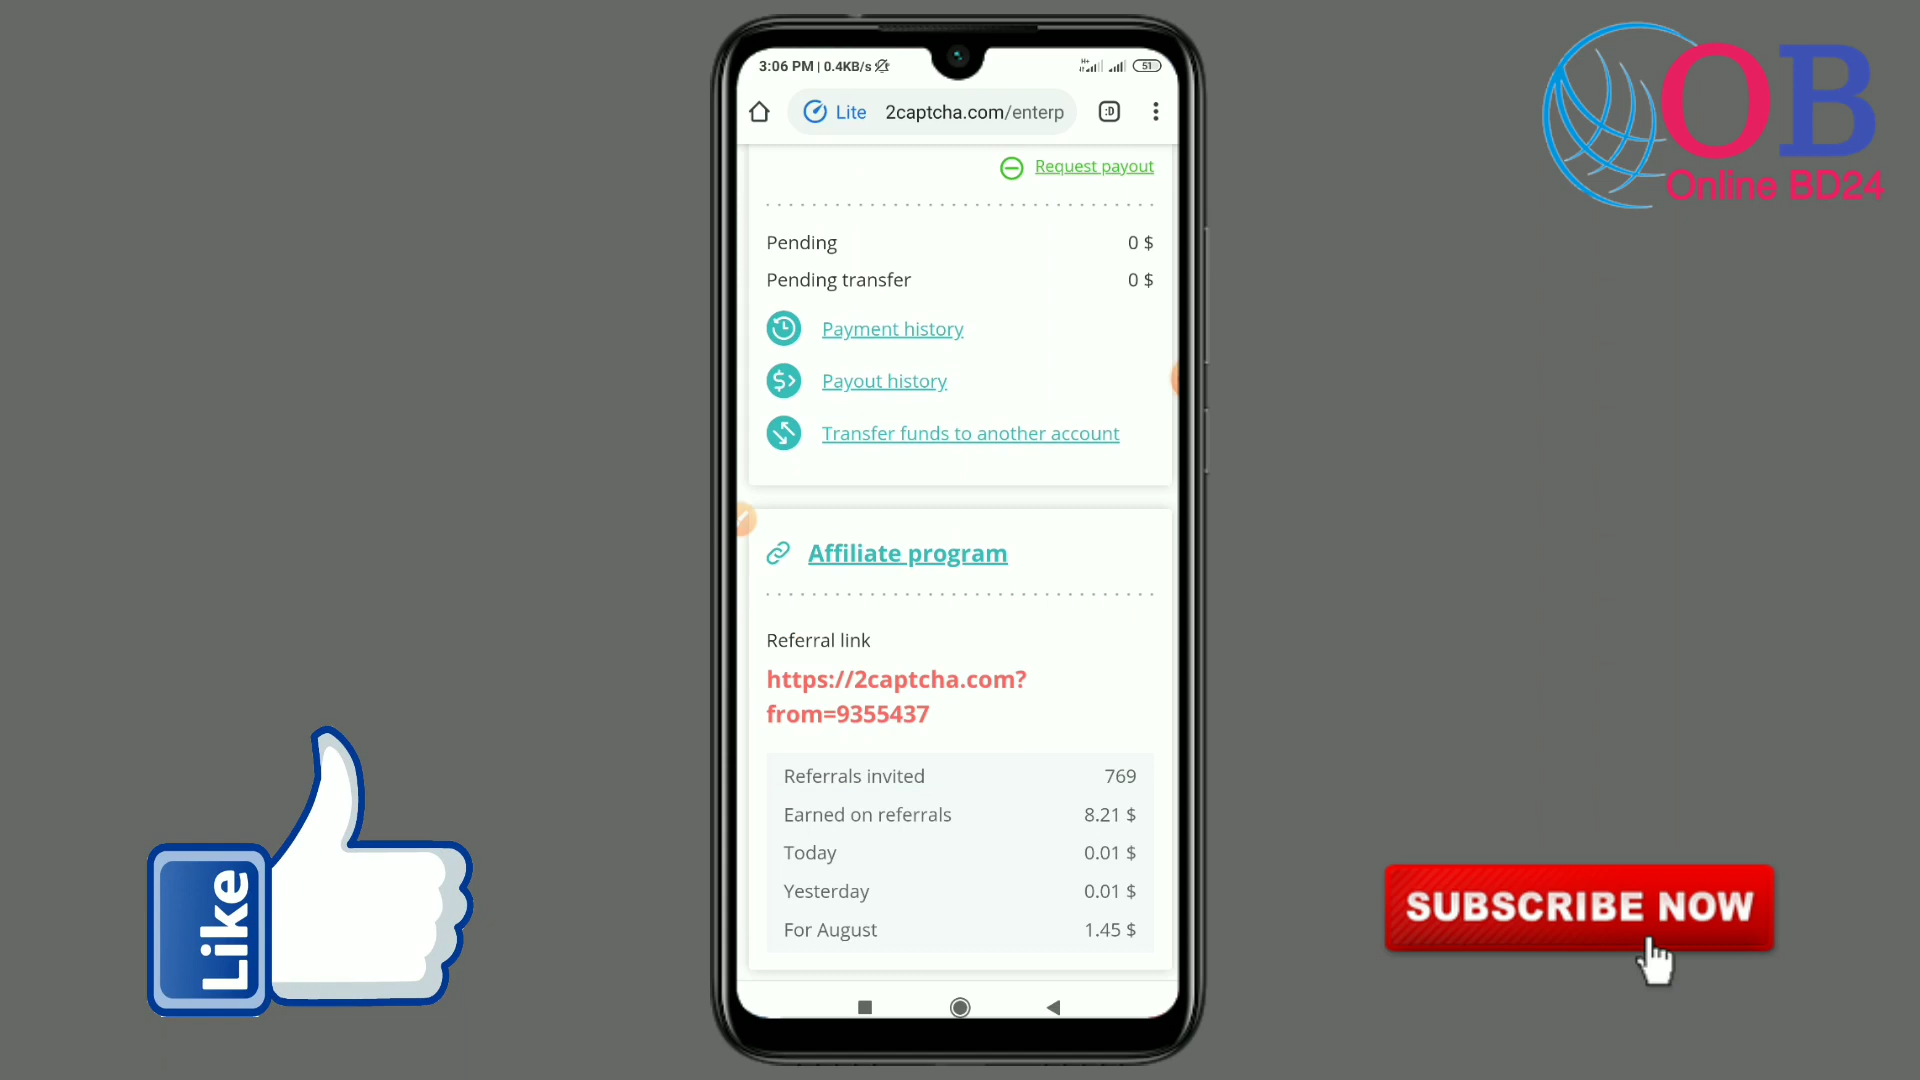 3:06 PM | 0.4KB/s
51
Lite 2captcha.com/enterp
:D
Request payout
Pending 0 $
Pending transfer 0 $
Payment history
Payout history
Transfer funds to another account
Affiliate program
Referral link
https://2captcha.com?
from=9355437
Referrals invited 769
Earned on referrals 8.21 $
Today 0.01 $
Yesterday 0.01 $
For August 1.45 $
OB
Online BD24
Like
SUBSCRIBE NOW